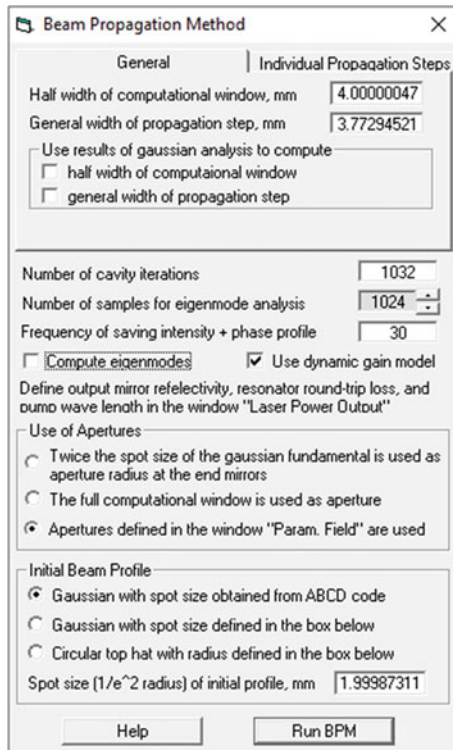 Beam Propagation Method
General Individual Propagation Steps
Half width of computational window, mm 4.00000047
General width of propagation step, mm 3.77294521
Use results of gaussian analysis to compute
half width of computaional window
general width of propagation step
Number of cavity iterations 1032
Number of samples for eigenmode analysis 1024
Frequency of saving intensity + phase profile 30
Compute eigenmodes Use dynamic gain model
Define output mirror refelectivity, resonator round-trip loss, and
pump wave length in the window "Laser Power Output"
Use of Apertures
Twice the spot size of the gaussian fundamental is used as
aperture radius at the end mirrors
The full computational window is used as aperture
Apertures defined in the window "Param. Field" are used
Initial Beam Profile
Gaussian with spot size obtained from ABCD code
Gaussian with spot size defined in the box below
Circular top hat with radius defined in the box below
Spot size (1/e^2 radius) of initial profile, mm 1.99987311
Help Run BPM